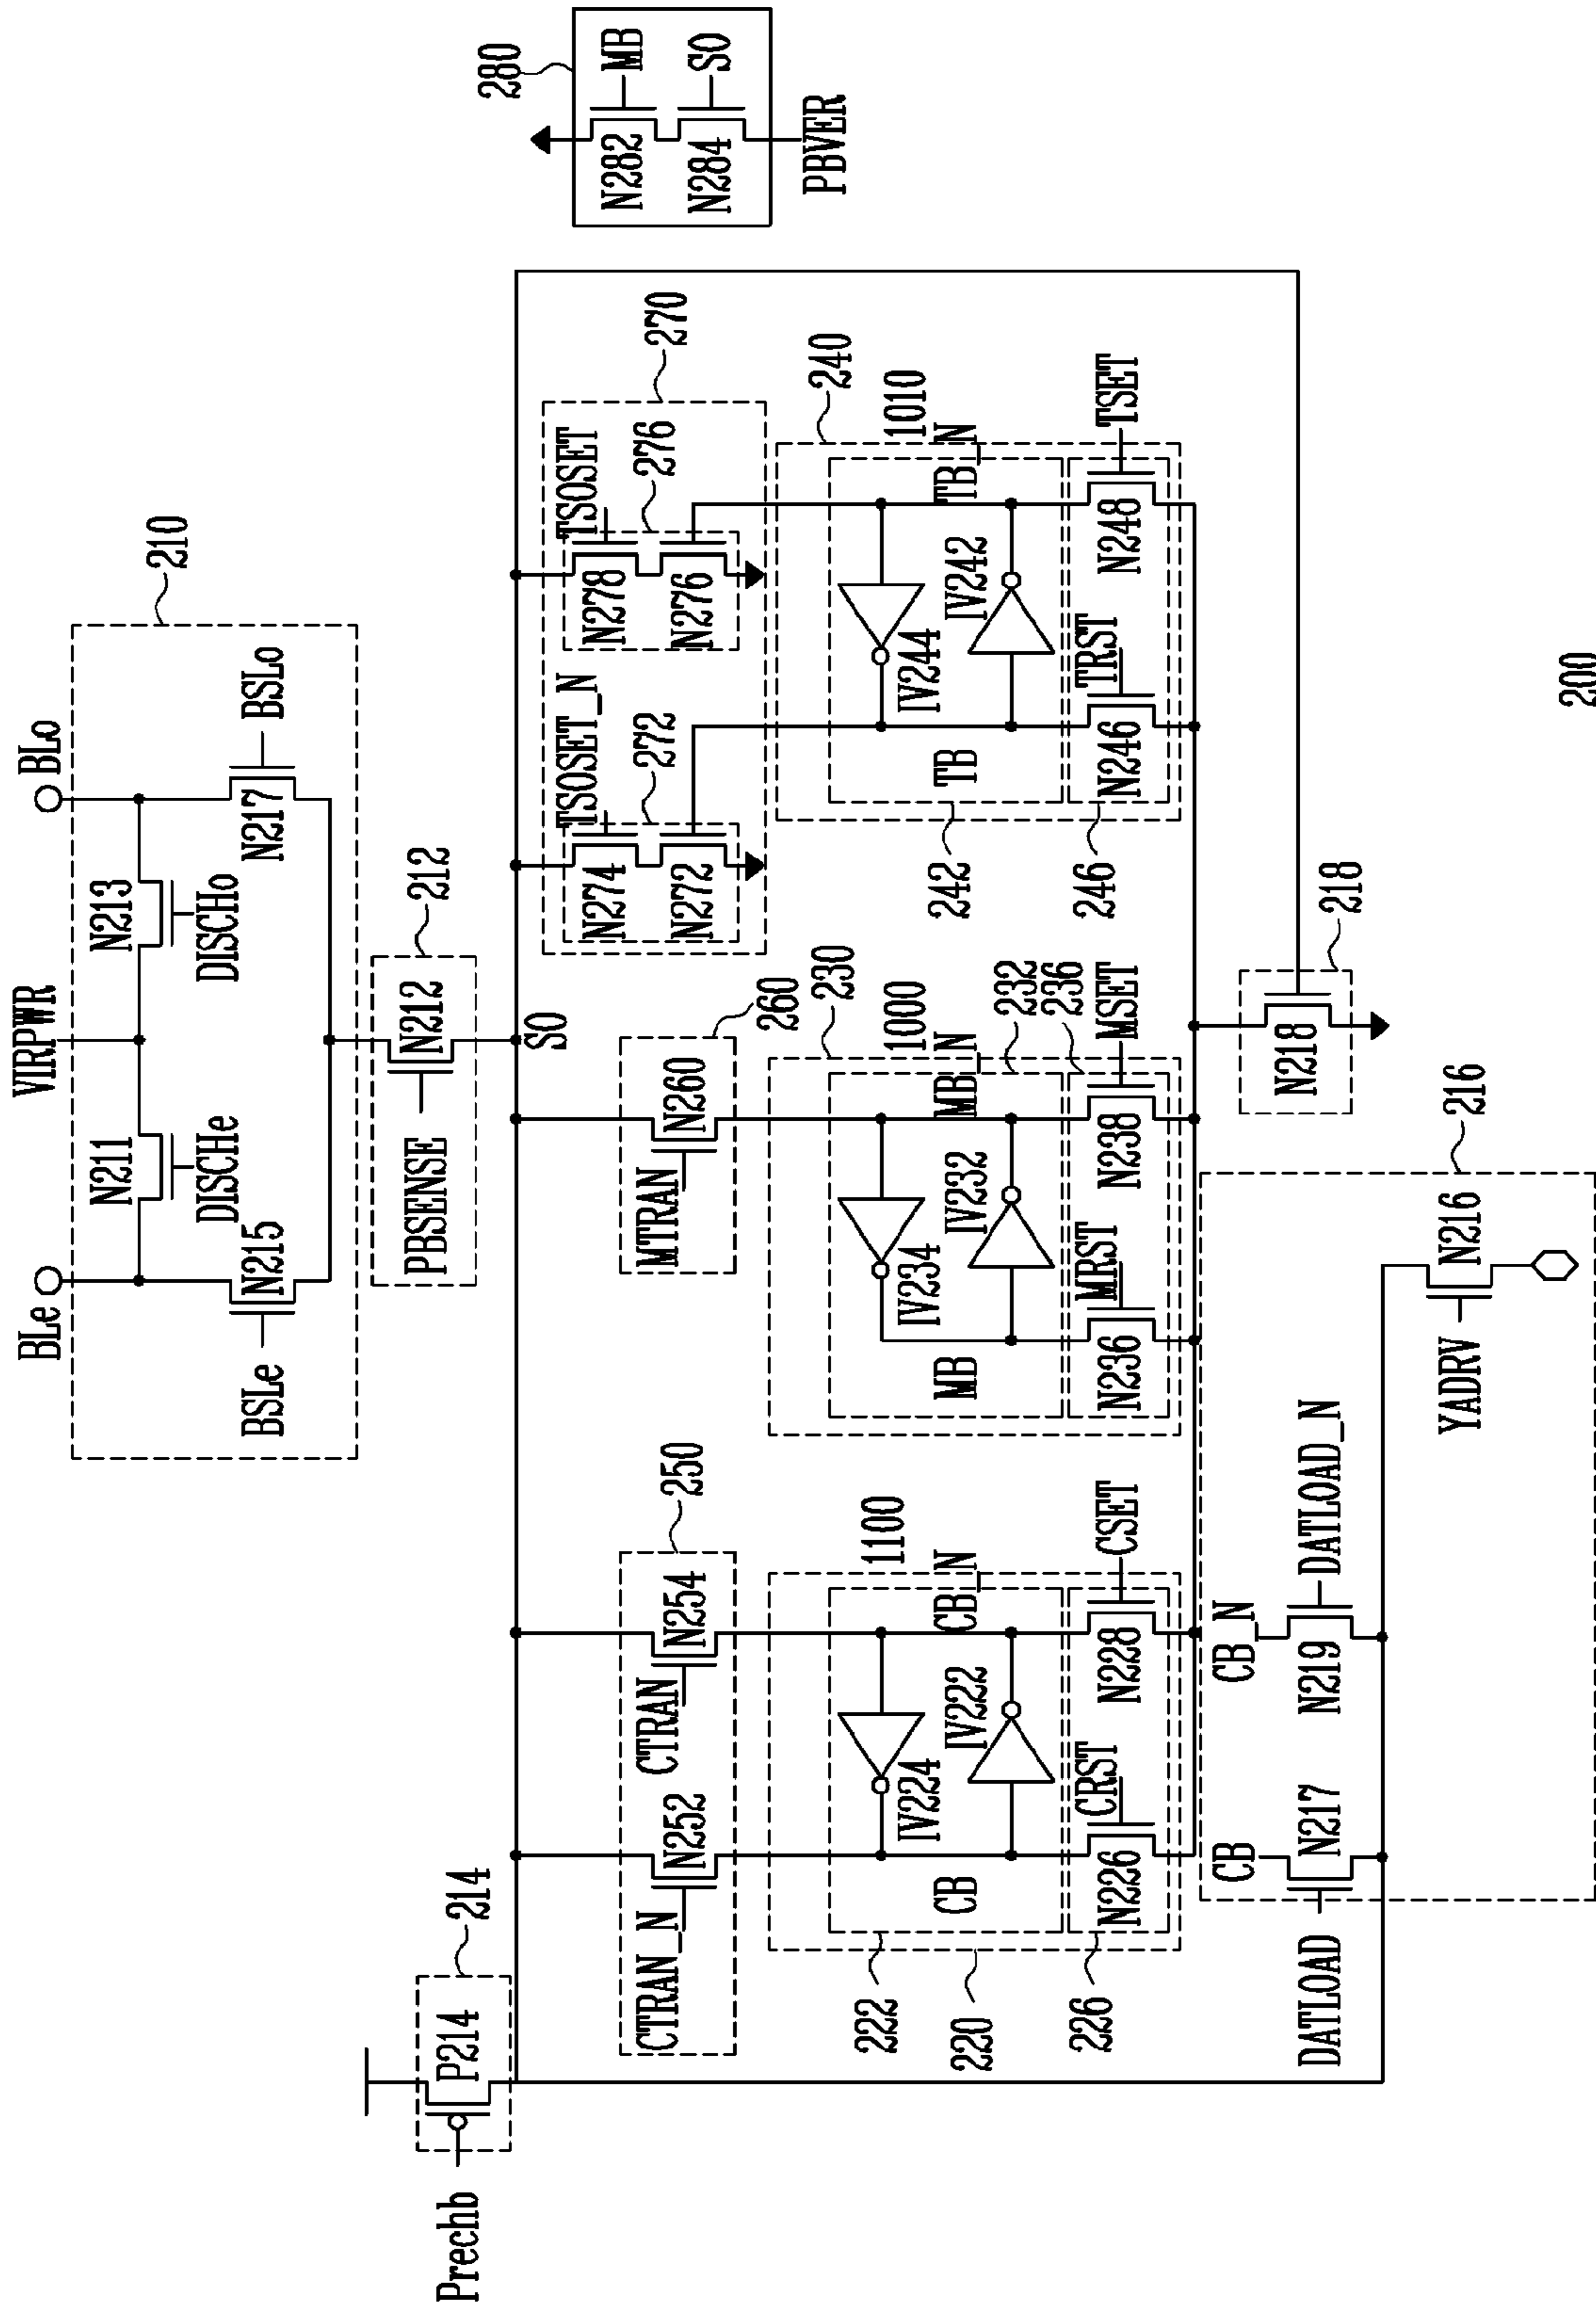 BLe
VIRPWR
BLo
210
N211
N213
DISCHe
DISCHo
N215
N217
BSLe
BSLo
212
PBSENSE
N212
SO
214
Prechb
P214
280
MB
N282
SO
N284
PBVER
250
CTRAN_N
N252
CTRAN
N254
260
MTRAN
N260
270
TSOSET_N
272
N274
N272
TSOSET
276
N278
N276
1100
CB
CB_N
IV224
IV222
222
220
226
CRST
N226
CSET
N228
230
1000
232
236
MB
MB_N
IV234
IV232
MRST
N236
MSET
N238
240
1010
TB
TB_N
IV244
IV242
242
246
TRST
N246
TSET
N248
218
N218
216
CB
N217
DATLOAD
CB_N
N219
DATLOAD_N
YADRV
N216
200